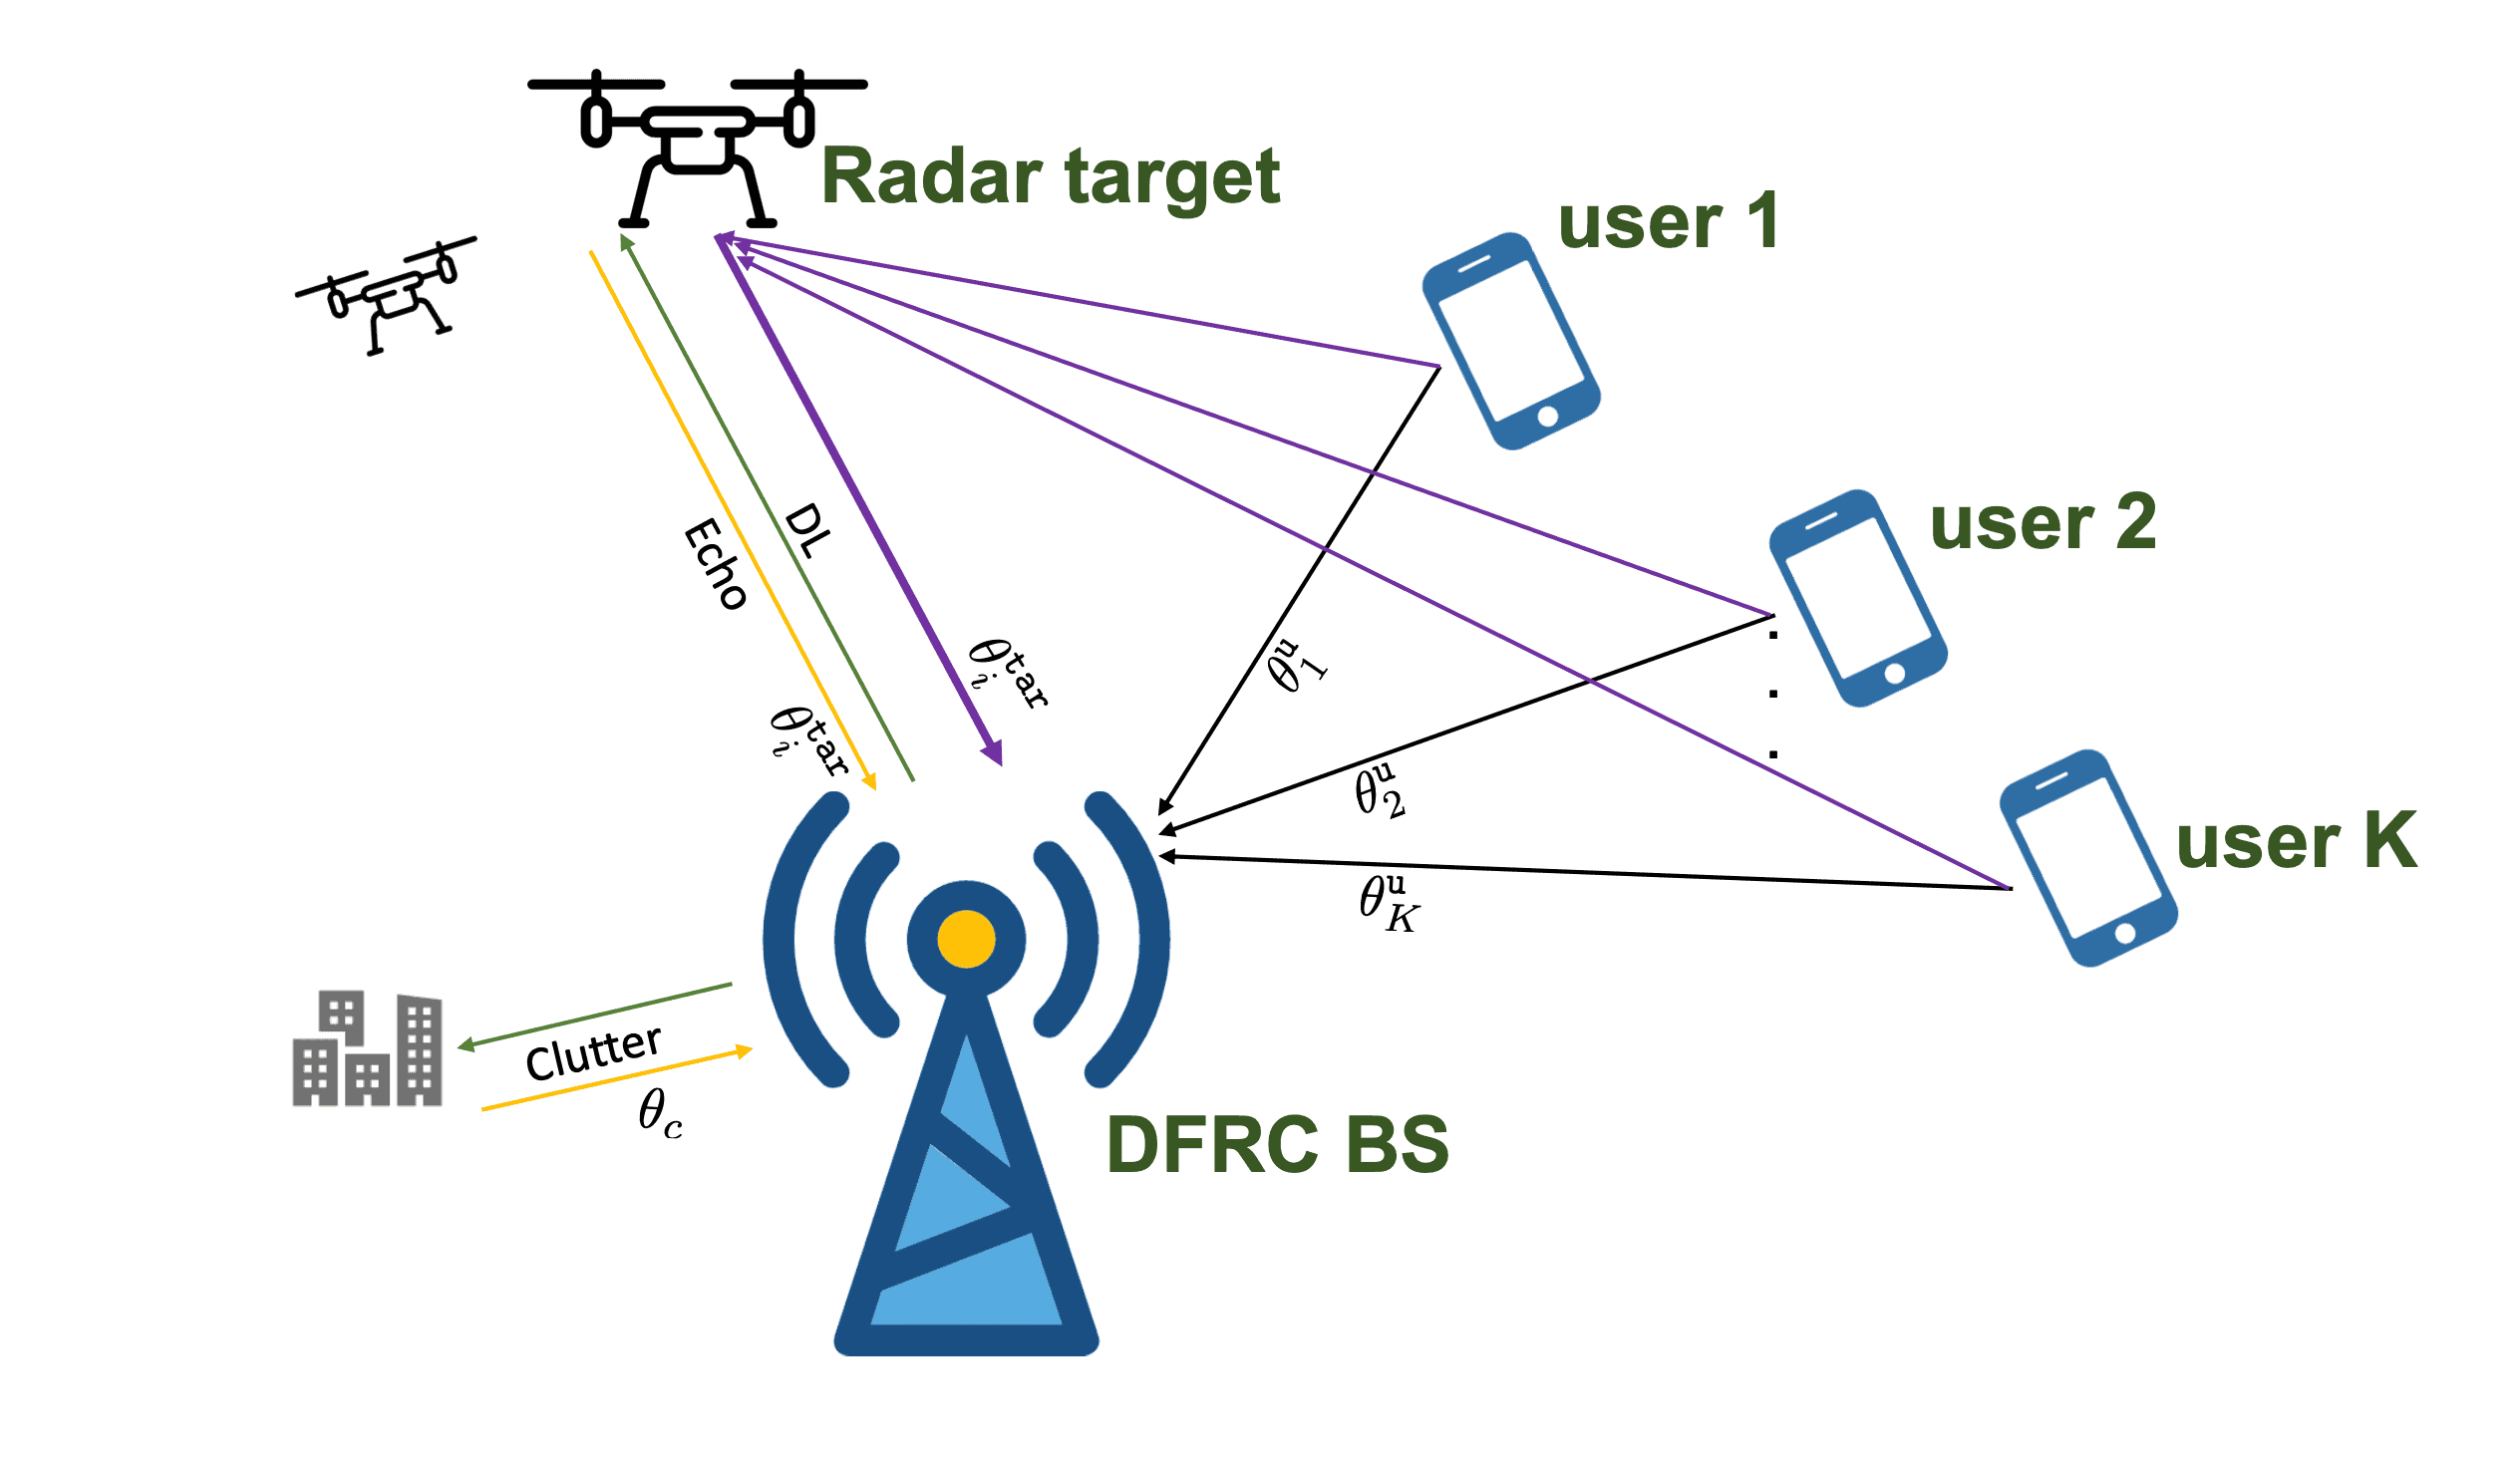 Radar target
user 1
user 2
DL
Echo
θ_i^tar
θ_1^u
θ_i^tar
θ_2^u
user K
θ_K^u
Clutter
θ_c
DFRC BS